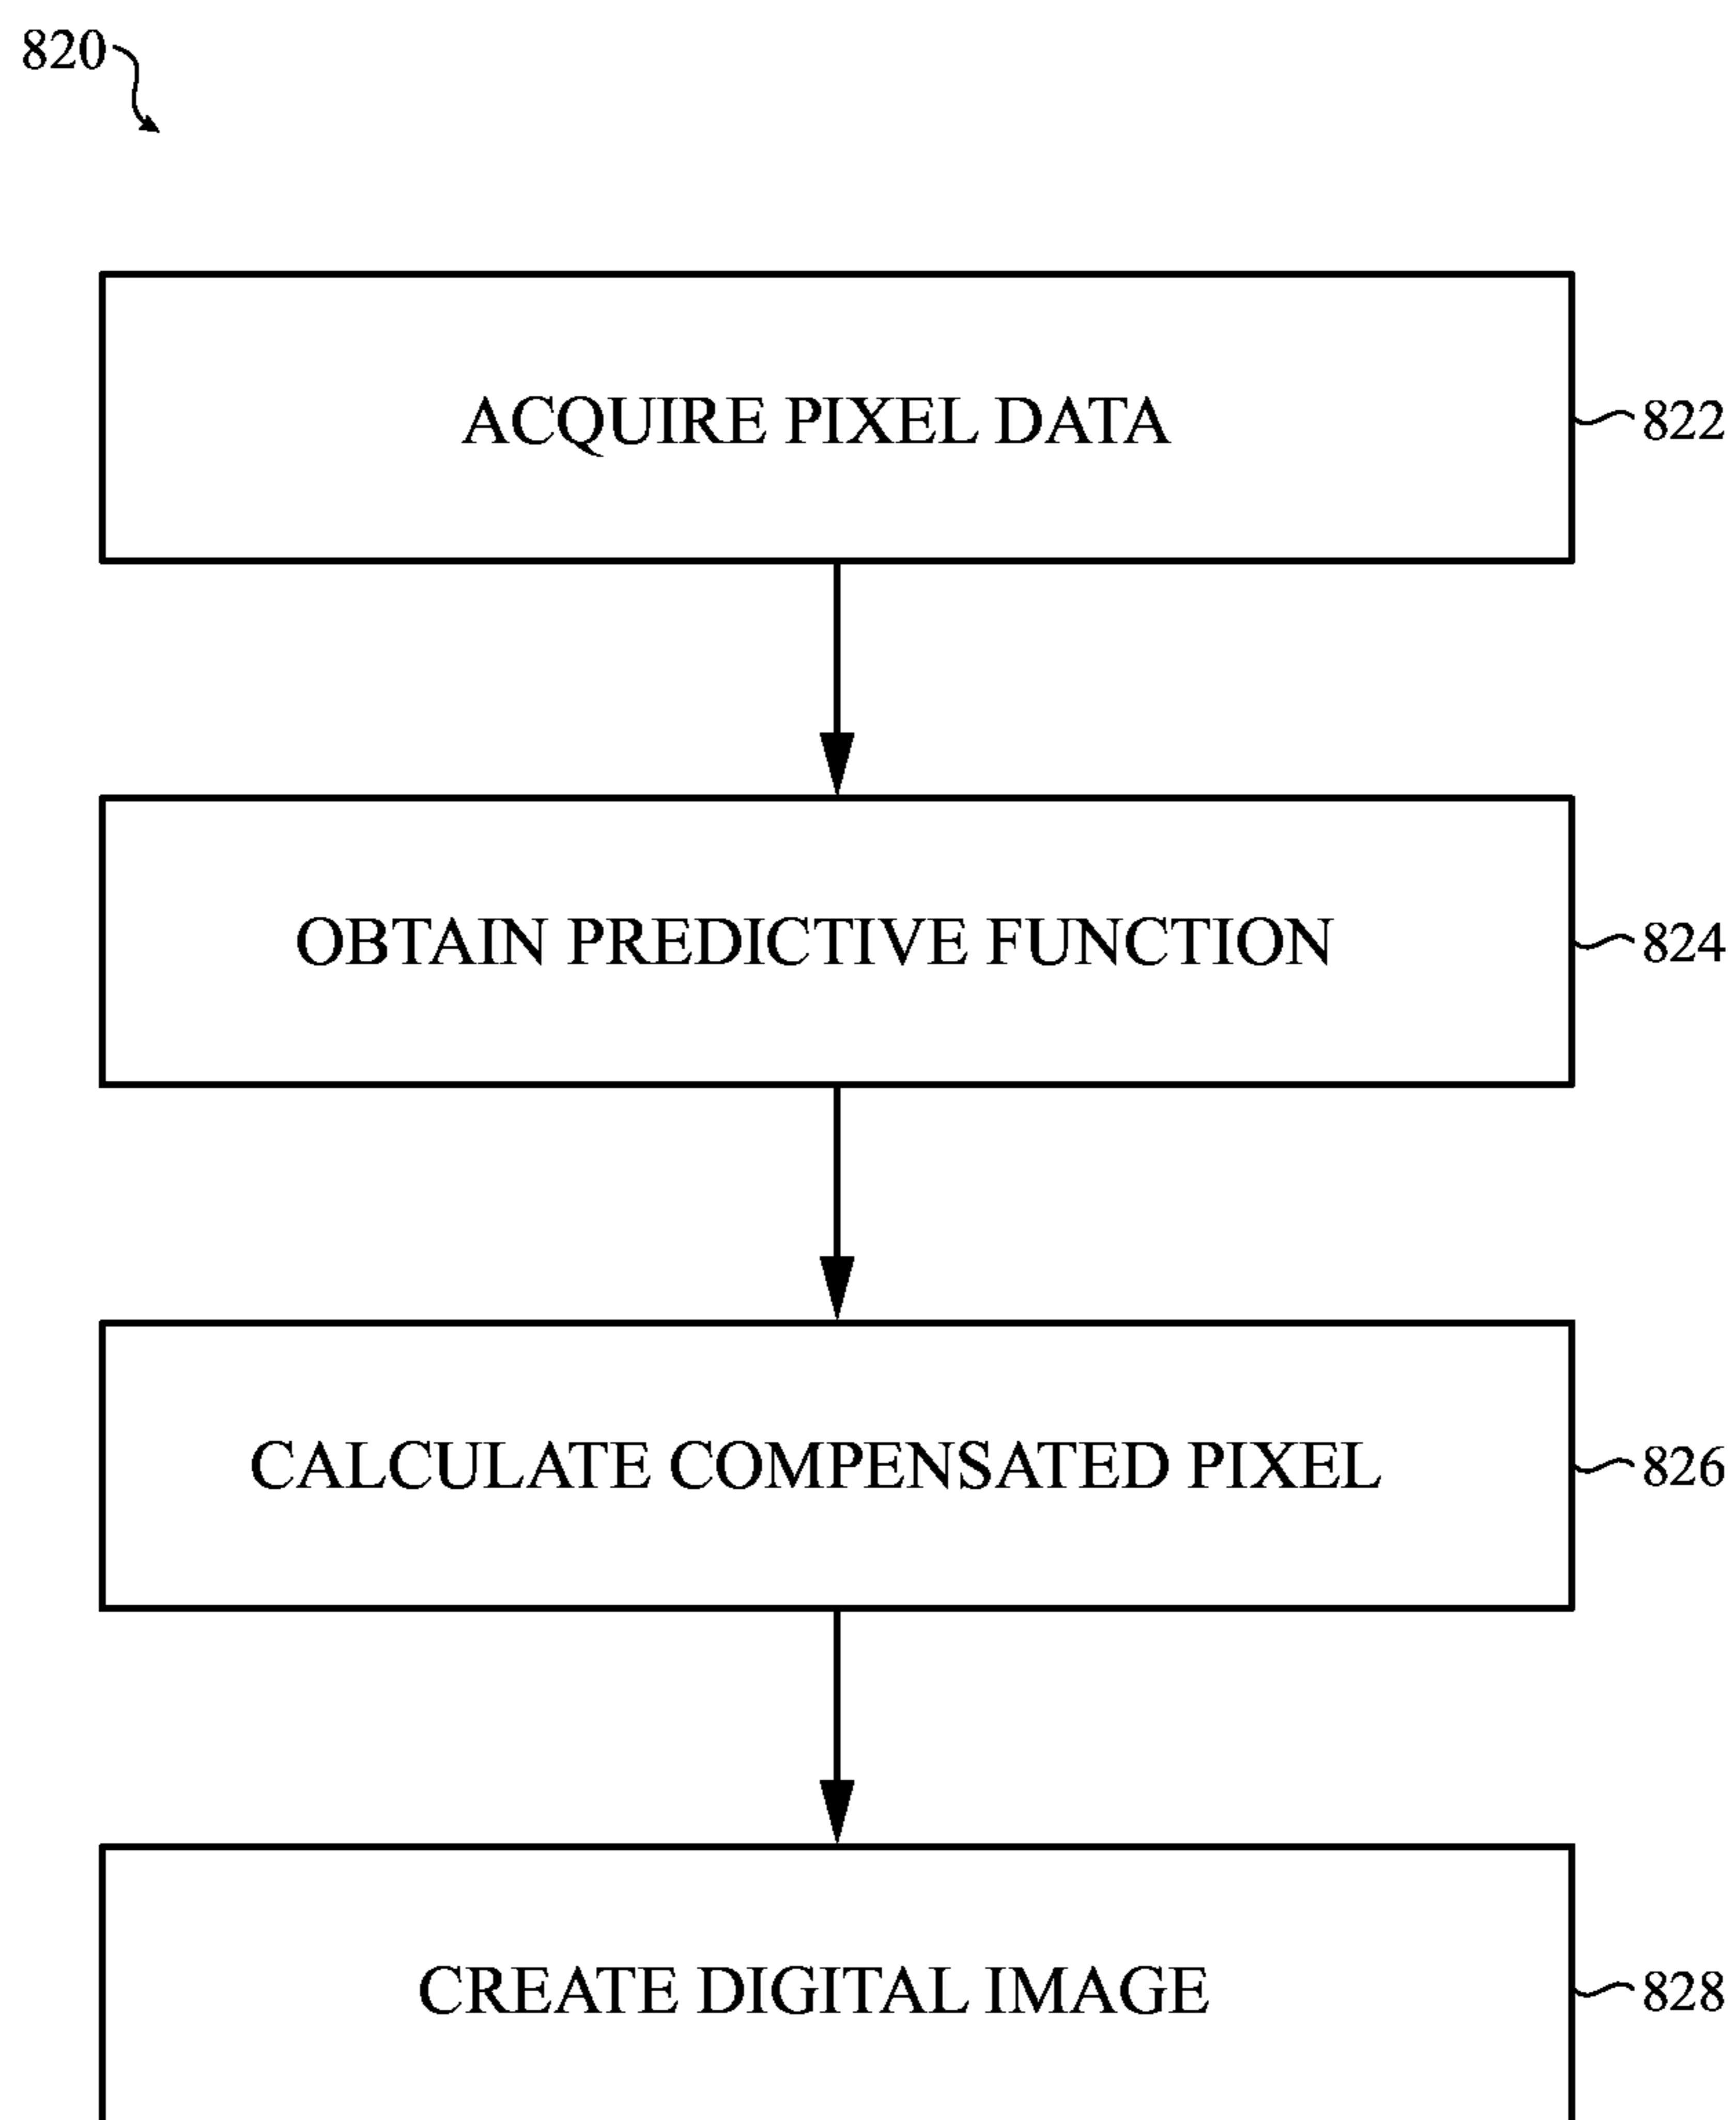 820
ACQUIRE PIXEL DATA
822
OBTAIN PREDICTIVE FUNCTION
824
CALCULATE COMPENSATED PIXEL
826
CREATE DIGITAL IMAGE
828